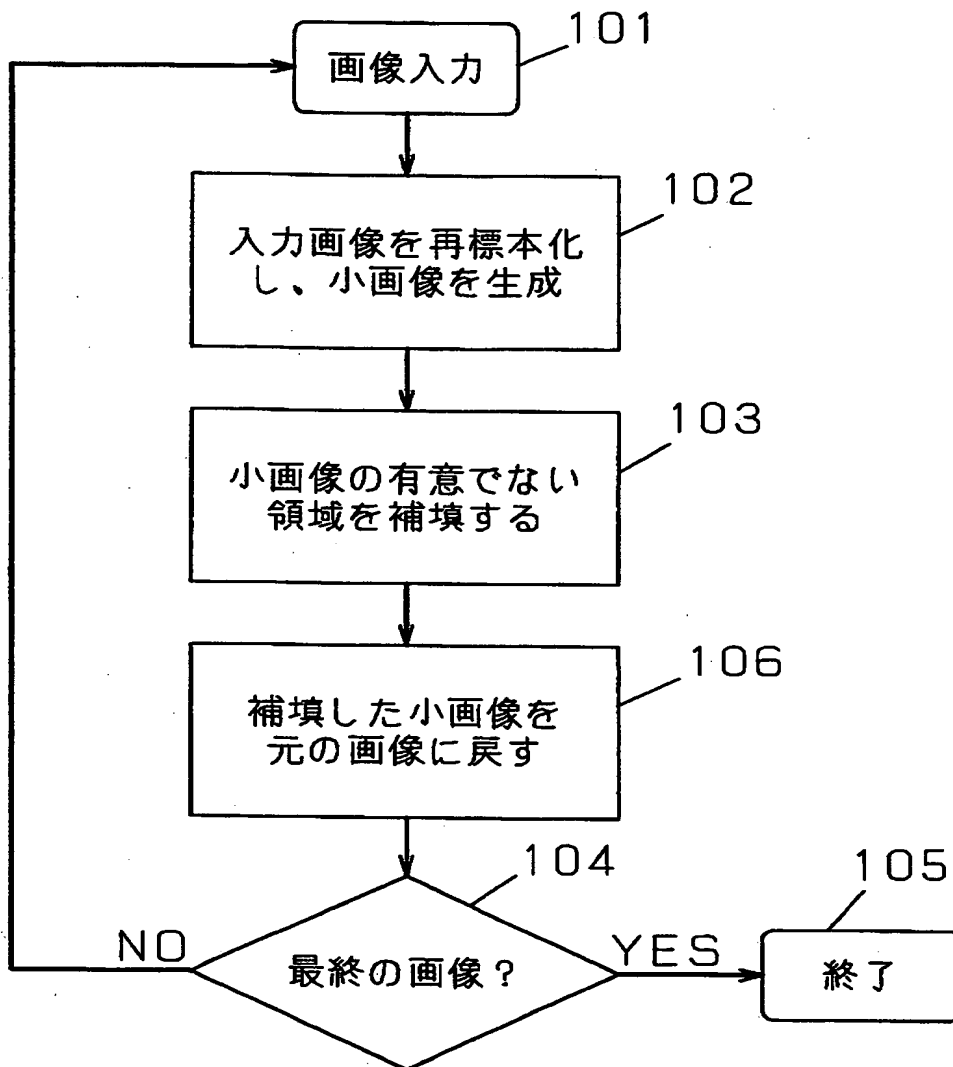 101
画像入力
102
入力画像を再標本化
し、小画像を生成
103
小画像の有意でない
領域を補填する
106
補填した小画像を
元の画像に戻す
104
105
NO
最終の画像?
YES
終了